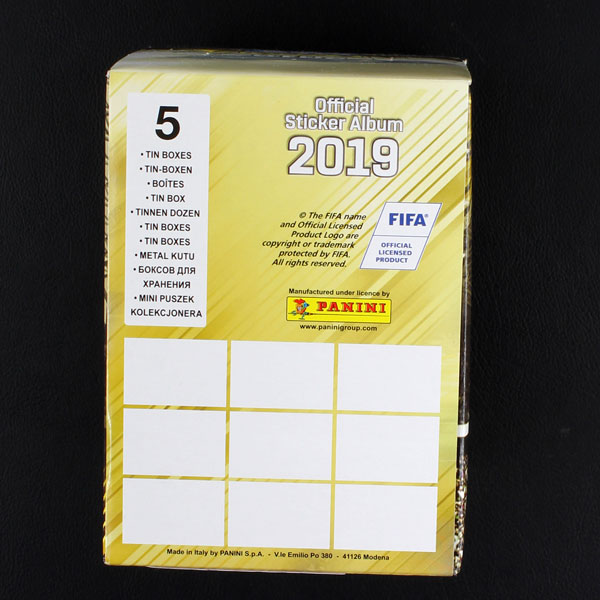 5
• TIN BOXES
• TIN-BOXEN
• BOÎTES
• TIN BOX
• TINNEN DOZEN
• TIN BOXES
• TIN BOXES
• METAL KUTU
• БОКСОВ ДЛЯ
ХРАНЕНИЯ
• MINI PUSZEK
KOLEKCJONERA
Official
Sticker Album
2019
© The FIFA name
and Official Licensed
Product Logo are
copyright or trademark
protected by FIFA.
All rights reserved.
FIFA®
OFFICIAL
LICENSED
PRODUCT
Manufactured under licence by
PANINI
www.paninigroup.com
Made in Italy by PANINI S.p.A. - V.le Emilio Po 380 - 41126 Modena